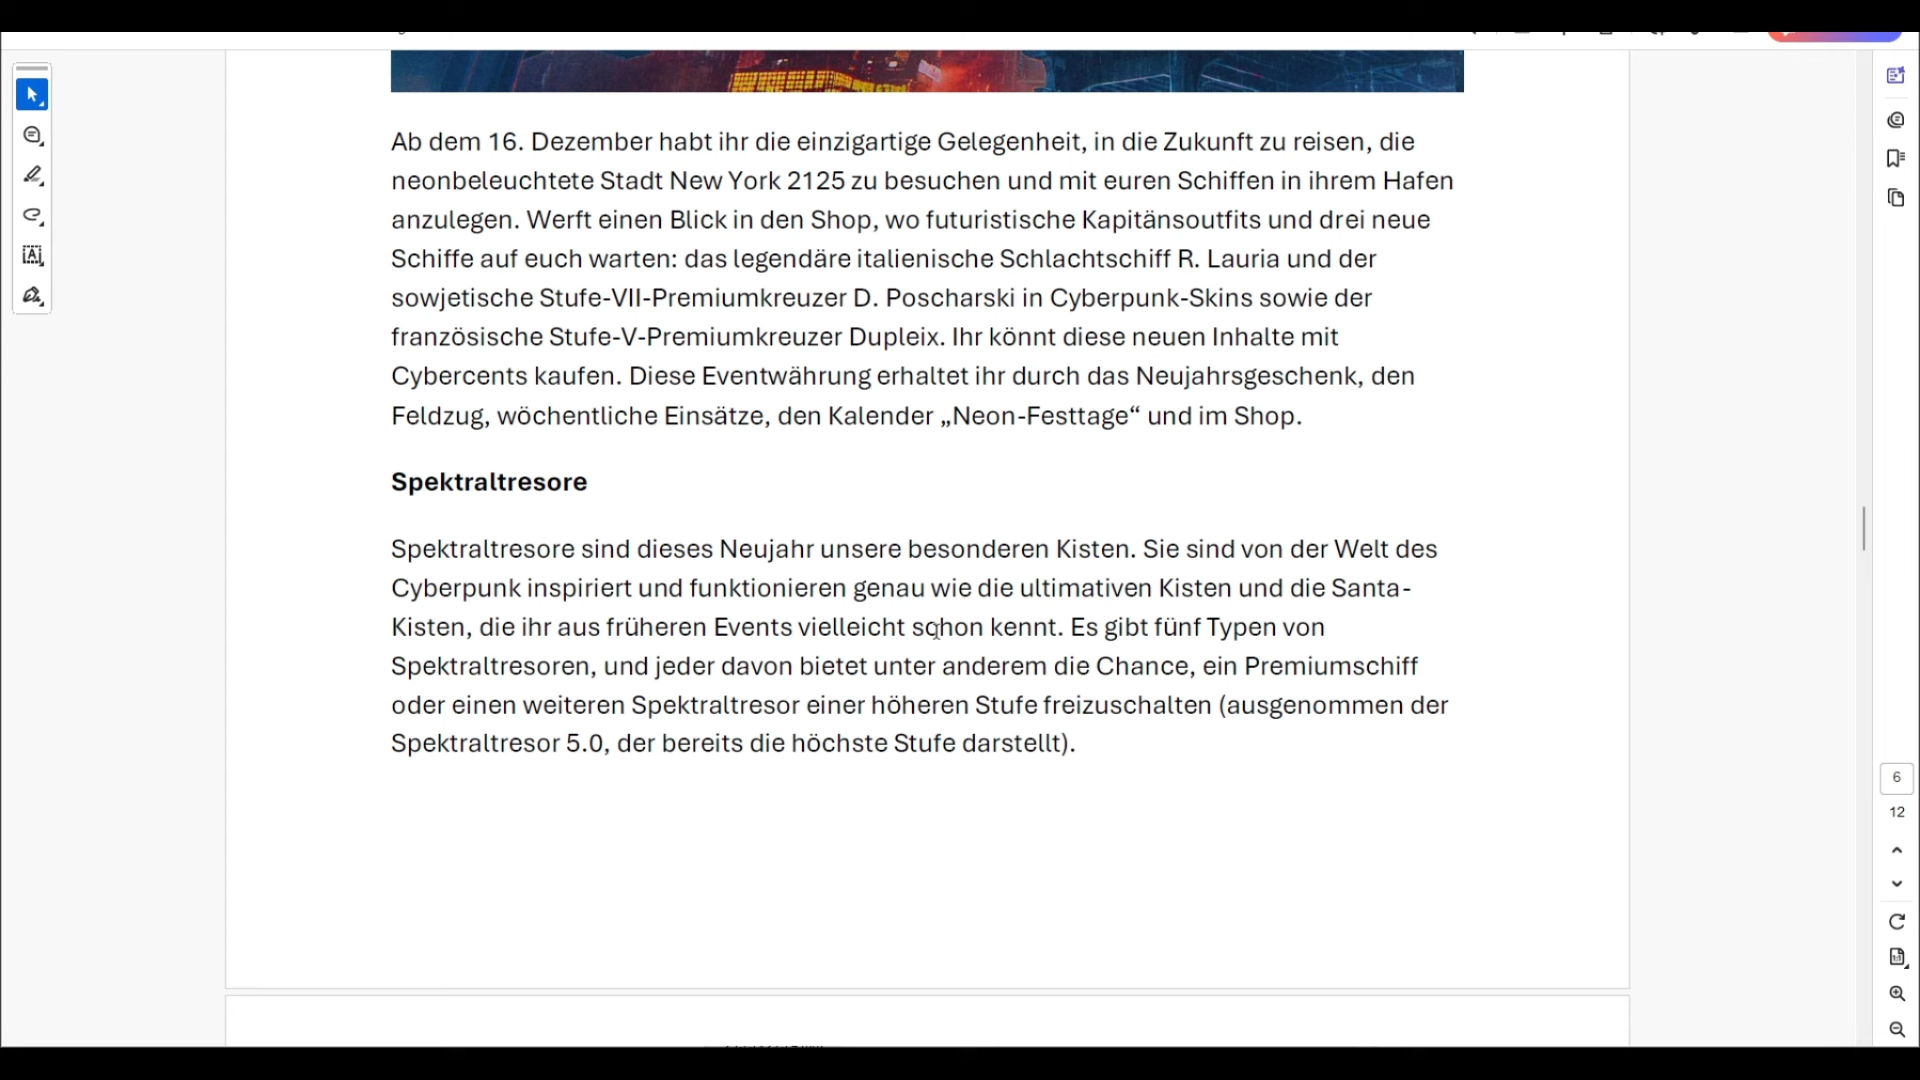 Ab dem 16. Dezember habt ihr die einzigartige Gelegenheit, in die Zukunft zu reisen, die
neonbeleuchtete Stadt New York 2125 zu besuchen und mit euren Schiffen in ihrem Hafen
anzulegen. Werft einen Blick in den Shop, wo futuristische Kapitänsoutfits und drei neue
Schiffe auf euch warten: das legendäre italienische Schlachtschiff R. Lauria und der
sowjetische Stufe-VII-Premiumkreuzer D. Poscharski in Cyberpunk-Skins sowie der
französische Stufe-V-Premiumkreuzer Dupleix. Ihr könnt diese neuen Inhalte mit
Cybercents kaufen. Diese Eventwährung erhaltet ihr durch das Neujahrsgeschenk, den
Feldzug, wöchentliche Einsätze, den Kalender „Neon-Festtage“ und im Shop.
Spektraltresore
Spektraltresore sind dieses Neujahr unsere besonderen Kisten. Sie sind von der Welt des
Cyberpunk inspiriert und funktionieren genau wie die ultimativen Kisten und die Santa-
Kisten, die ihr aus früheren Events vielleicht schon kennt. Es gibt fünf Typen von
Spektraltresoren, und jeder davon bietet unter anderem die Chance, ein Premiumschiff
oder einen weiteren Spektraltresor einer höheren Stufe freizuschalten (ausgenommen der
Spektraltresor 5.0, der bereits die höchste Stufe darstellt).
6
12